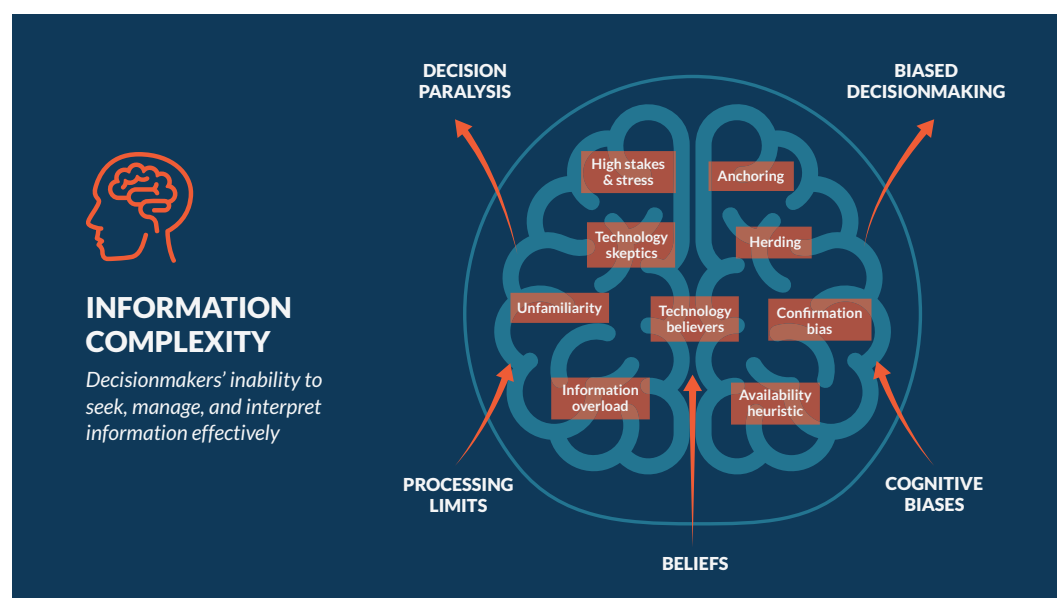 INFORMATION
COMPLEXITY
Decisionmakers' inability to
seek, manage, and interpret
information effectively
DECISION
PARALYSIS
BIASED
DECISIONMAKING
High stakes
& stress
Anchoring
Technology
skeptics
Herding
Unfamiliarity
Technology
believers
Confirmation
bias
Information
overload
Availability
heuristic
PROCESSING
LIMITS
COGNITIVE
BIASES
BELIEFS